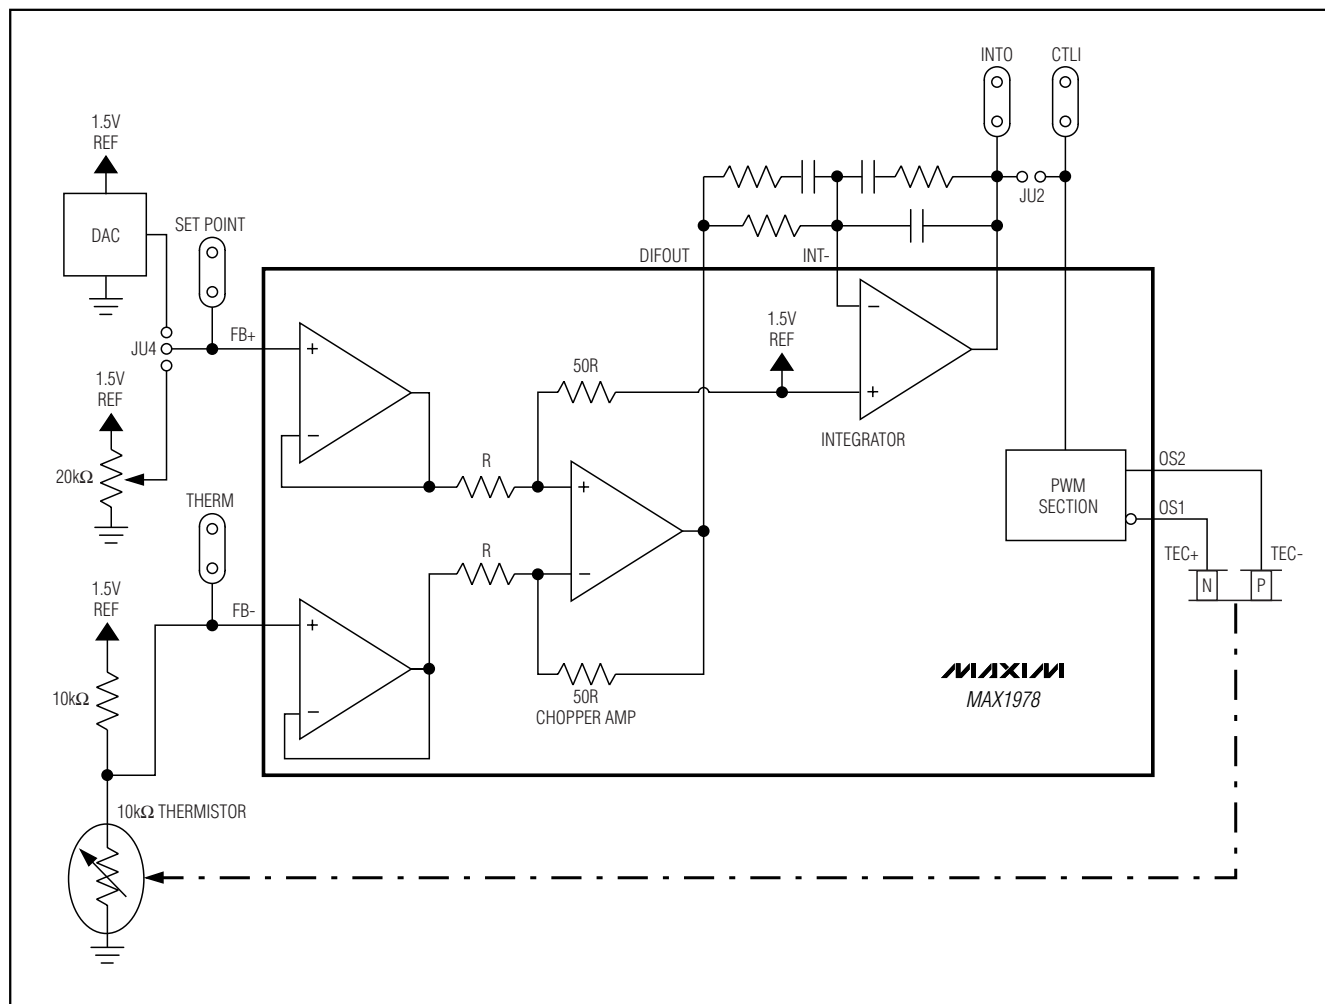 INTO
CTLI
1.5V
REF
DAC
SET POINT
JU2
DIFOUT
INT-
FB+
JU4
1.5V
REF
1.5V
REF
50R
INTEGRATOR
20kΩ
R
THERM
PWM
SECTION
OS2
OS1
TEC+
TEC-
N
P
R
1.5V
REF
FB-
10kΩ
50R
CHOPPER AMP
MAXIM
MAX1978
10kΩ THERMISTOR